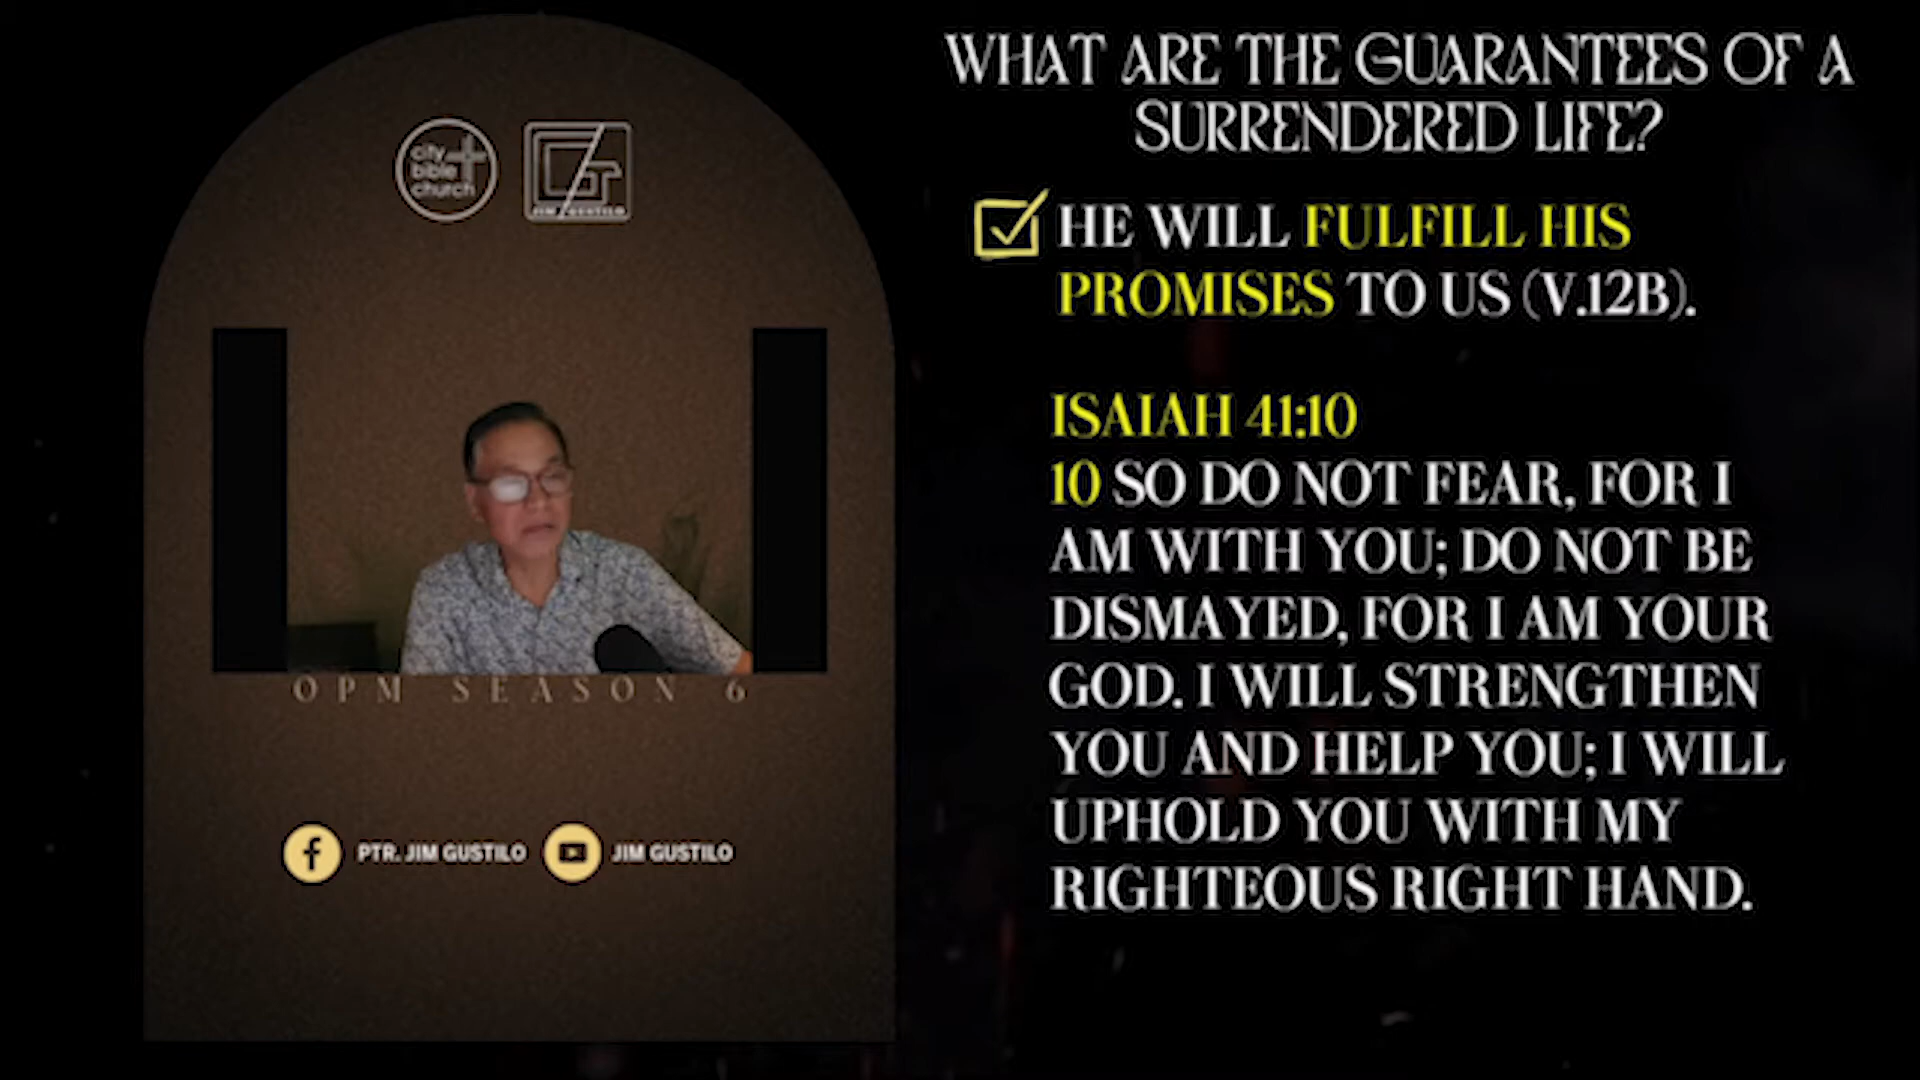 city
bible
church
JIM GUSTILO
OPM SEASON 6
PTR. JIM GUSTILO
JIM GUSTILO
WHAT ARE THE GUARANTEES OF A
SURRENDERED LIFE?
HE WILL FULFILL HIS
PROMISES TO US (V.12B).
ISAIAH 41:10
10 SO DO NOT FEAR, FOR I
AM WITH YOU; DO NOT BE
DISMAYED, FOR I AM YOUR
GOD. I WILL STRENGTHEN
YOU AND HELP YOU; I WILL
UPHOLD YOU WITH MY
RIGHTEOUS RIGHT HAND.